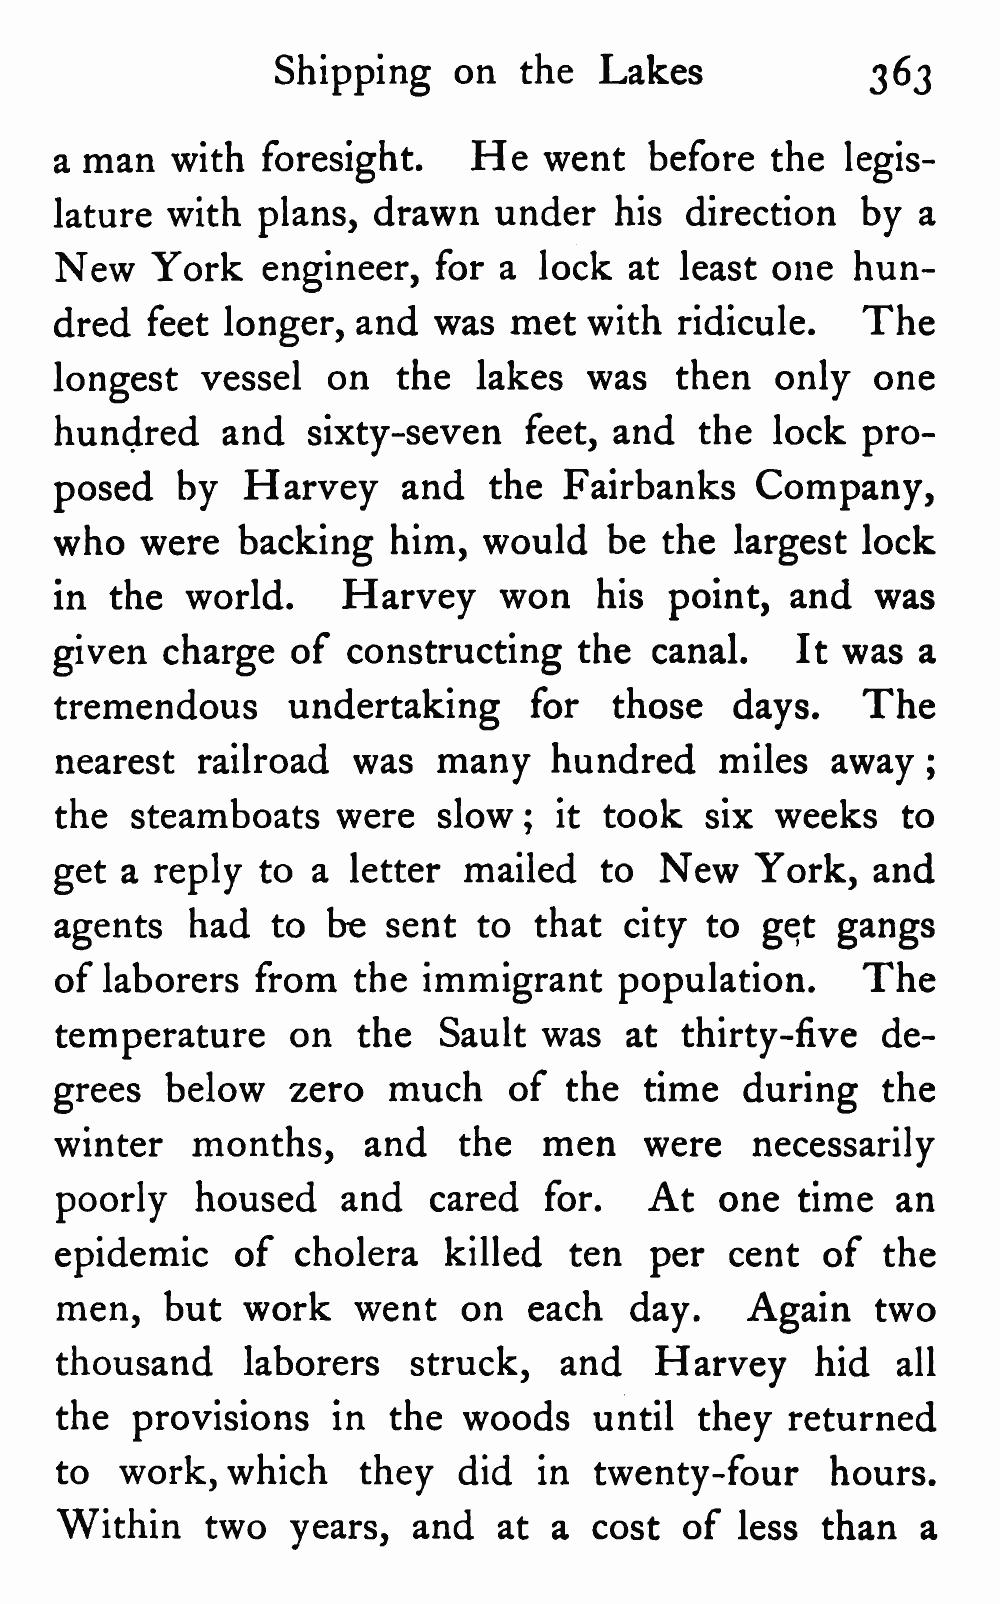 Shipping on the Lakes 363
a man with foresight. He went before the legis-
lature with plans, drawn under his direction by a
New York engineer, for a lock at least one hun-
dred feet longer, and was met with ridicule. The
longest vessel on the lakes was then only one
hundred and sixty-seven feet, and the lock pro-
posed by Harvey and the Fairbanks Company,
who were backing him, would be the largest lock
in the world. Harvey won his point, and was
given charge of constructing the canal. It was a
tremendous undertaking for those days. The
nearest railroad was many hundred miles away ;
the steamboats were slow ; it took six weeks to
get a reply to a letter mailed to New York, and
agents had to be sent to that city to get gangs
of laborers from the immigrant population. The
temperature on the Sault was at thirty-five de-
grees below zero much of the time during the
winter months, and the men were necessarily
poorly housed and cared for. At one time an
epidemic of cholera killed ten per cent of the
men, but work went on each day. Again two
thousand laborers struck, and Harvey hid all
the provisions in the woods until they returned
to work, which they did in twenty-four hours.
Within two years, and at a cost of less than a